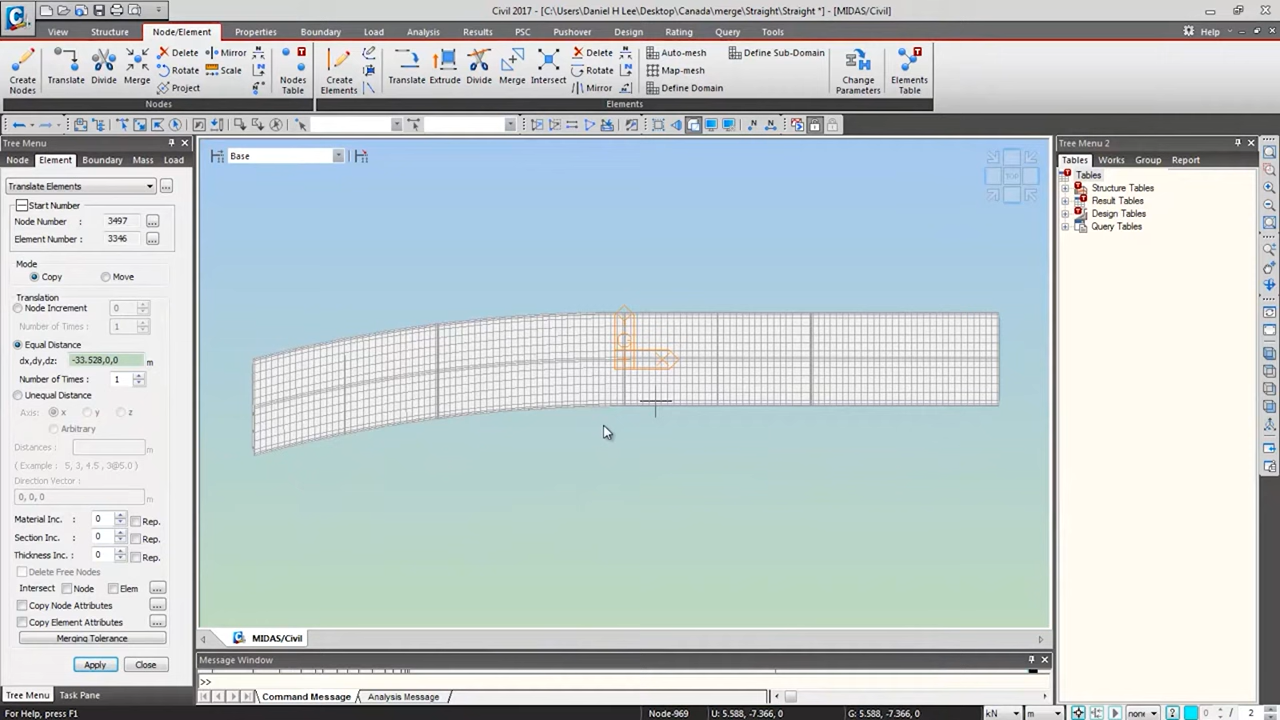 Civil 2017 - [C:\Users\Daniel H Lee\Desktop\Canada\merge\Straight\Straight *] - [MIDAS/Civil]
View Structure Node/Element Properties Boundary Load Analysis Results PSC Pushover Design Rating Query Tools Help
Create Nodes Translate Divide Merge Delete Rotate Project Mirror Scale Nodes Table Create Elements Translate Extrude Divide Merge Intersect Delete Rotate Mirror Auto-mesh Map-mesh Define Domain Define Sub-Domain Change Parameters Elements Table
Nodes Elements
Tree Menu
Node Element Boundary Mass Load
Translate Elements
Start Number
Node Number : 3497
Element Number : 3346
Mode
Copy Move
Translation
Node Increment 0
Number of Times : 1
Equal Distance
dx,dy,dz: -33.528,0,0 m
Number of Times : 1
Unequal Distance
Axis: x y z
Arbitrary
Distances :
m
( Example : 5, 3, 4.5 , 3@5.0 )
Direction Vector :
0, 0, 0 m
Material Inc. : 0 Rep.
Section Inc. : 0 Rep.
Thickness Inc. : 0 Rep.
Delete Free Nodes
Intersect Node Elem
Copy Node Attributes
Copy Element Attributes
Merging Tolerance
Apply Close
Tree Menu Task Pane
Base
TOP
MIDAS/Civil
Message Window
>>
Command Message Analysis Message
Tree Menu 2
Tables Works Group Report
Tables
Structure Tables
Result Tables
Design Tables
Query Tables
For Help, press F1 Node-969 U: 5.588, -7.366, 0 G: 5.588, -7.366, 0 kN m none 0 / 2